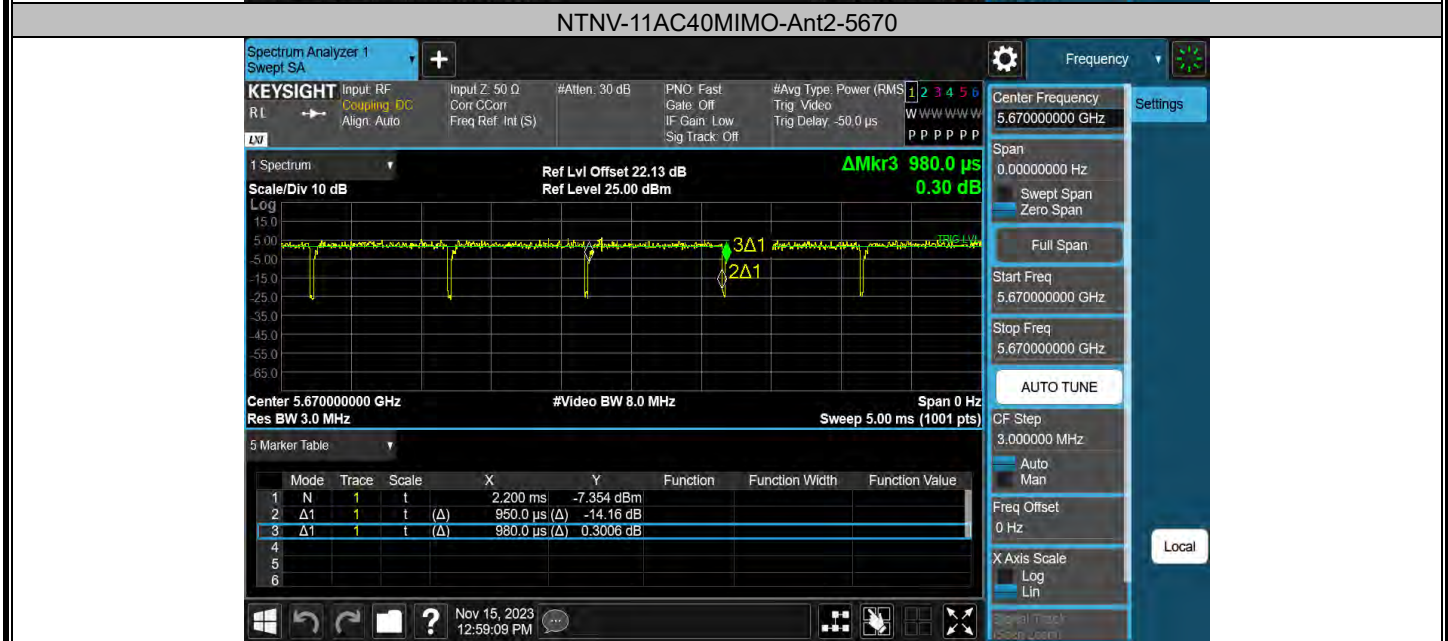 NTNV-11AC40MIMO-Ant2-5670
Spectrum Analyzer 1
Swept SA
Frequency
KEYSIGHT Input: RF Input Z: 50 Ω #Atten: 30 dB PNO: Fast #Avg Type: Power (RMS 1 2 3 4 5 6
RL Coupling: DC Corr CCorr Gate: Off Trig: Video W W W W W W
Align: Auto Freq Ref: Int (S) IF Gain: Low Trig Delay: -50.0 µs
LXI Sig Track: Off P P P P P P
Center Frequency
5.670000000 GHz
Settings
Span
0.00000000 Hz
Swept Span
Zero Span
Full Span
Start Freq
5.670000000 GHz
Stop Freq
5.670000000 GHz
AUTO TUNE
CF Step
3.000000 MHz
Auto
Man
Freq Offset
0 Hz
X Axis Scale
Log
Lin
Local
1 Spectrum Ref Lvl Offset 22.13 dB ΔMkr3 980.0 µs
Scale/Div 10 dB Ref Level 25.00 dBm 0.30 dB
Log
15.0
5.00 TRIG LVL
-5.00
-15.0
-25.0
-35.0
-45.0
-55.0
-65.0
1
3Δ1
2Δ1
Center 5.670000000 GHz #Video BW 8.0 MHz Span 0 Hz
Res BW 3.0 MHz Sweep 5.00 ms (1001 pts)
5 Marker Table
Mode Trace Scale X Y Function Function Width Function Value
1 N 1 t 2.200 ms -7.354 dBm
2 Δ1 1 t (Δ) 950.0 µs (Δ) -14.16 dB
3 Δ1 1 t (Δ) 980.0 µs (Δ) 0.3006 dB
4
5
6
? Nov 15, 2023
12:59:09 PM